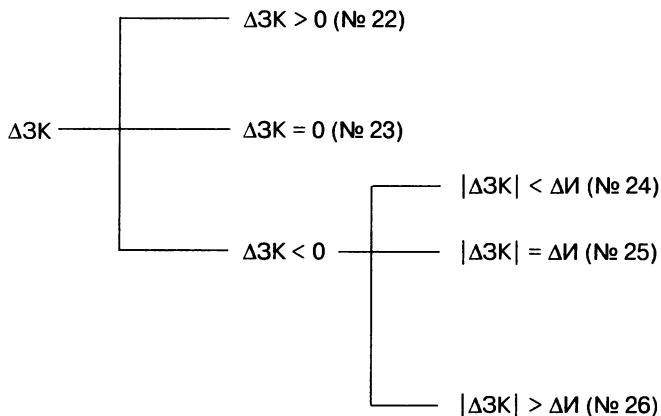 ΔЗК > 0 (№ 22)
ΔЗК
ΔЗК = 0 (№ 23)
|ΔЗК| < ΔИ (№ 24)
ΔЗК < 0
|ΔЗК| = ΔИ (№ 25)
|ΔЗК| > ΔИ (№ 26)